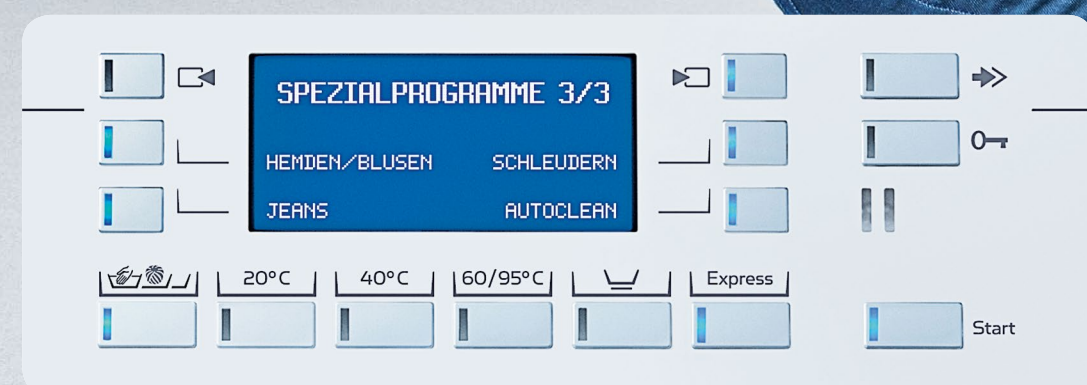 SPEZIALPROGRAMME 3/3
HEMDEN/BLUSEN SCHLEUDERN
JEANS AUTOCLEAN
20°C 40°C 60/95°C Express
Start